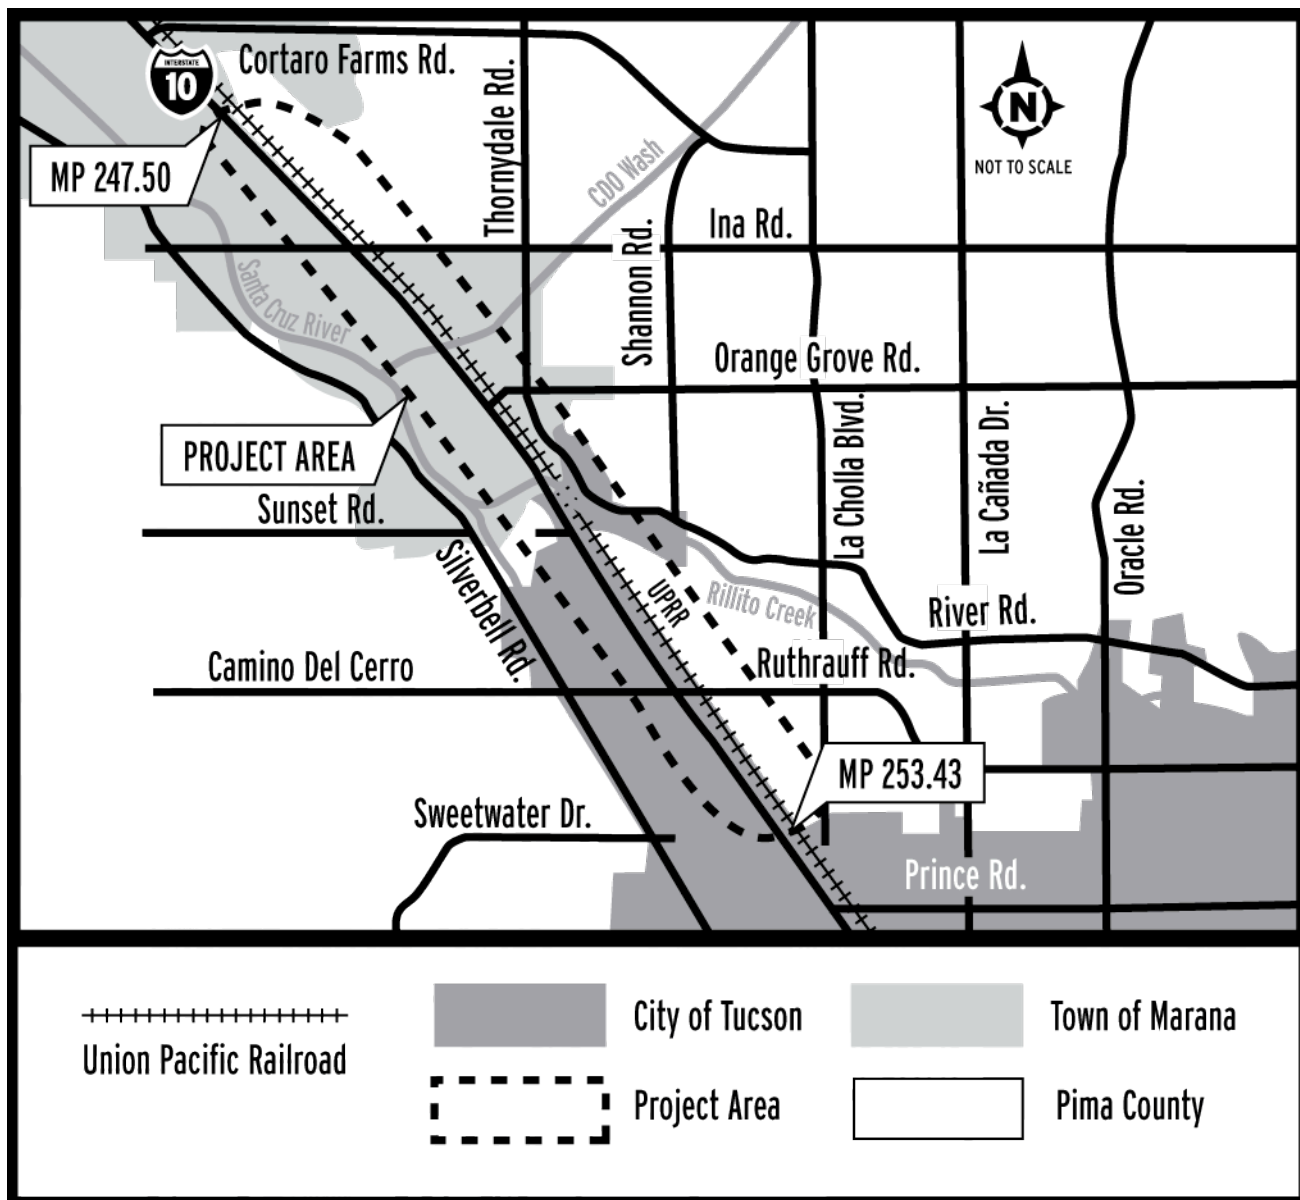 Cortaro Farms Rd.
INTERSTATE
10
Thornydale Rd.
N
NOT TO SCALE
MP 247.50
CDO Wash
Ina Rd.
Shannon Rd.
Santa Cruz River
Orange Grove Rd.
PROJECT AREA
La Cholla Blvd.
La Cañada Dr.
Oracle Rd.
Sunset Rd.
Silverbell Rd.
UPRR
Rillito Creek
River Rd.
Camino Del Cerro
Ruthrauff Rd.
MP 253.43
Sweetwater Dr.
Prince Rd.
Union Pacific Railroad
City of Tucson
Town of Marana
Project Area
Pima County